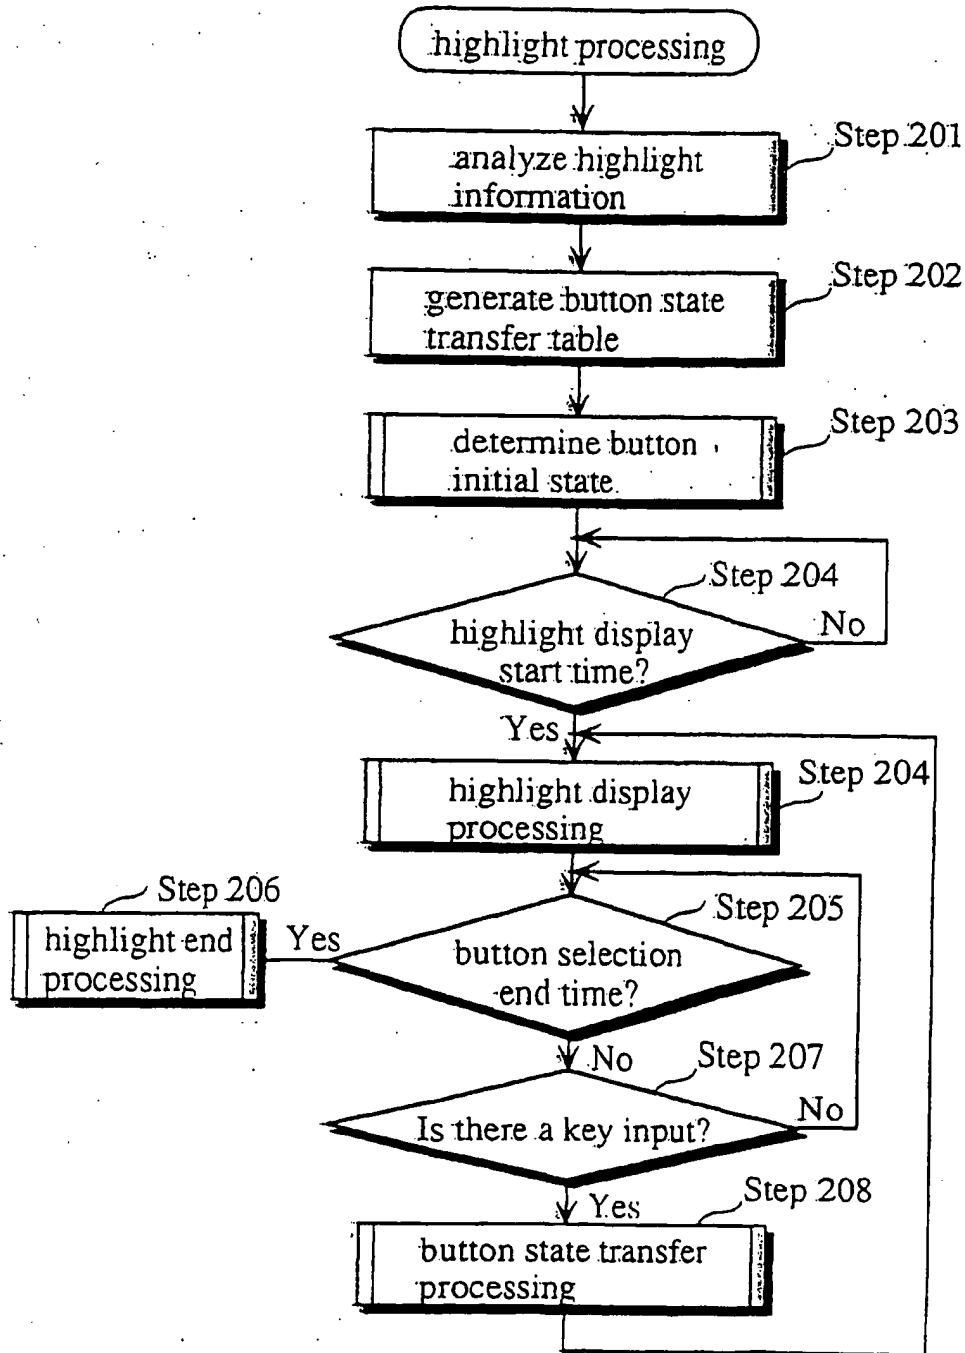 highlight processing
Step 201
analyze highlight
information
Step 202
generate button state
transfer table
Step 203
determine button
initial state
Step 204
highlight display
start time?
No
Yes
Step 204
highlight display
processing
Step 206
highlight end
processing
Yes
Step 205
button selection
end time?
No
Step 207
Is there a key input?
No
Yes
Step 208
button state transfer
processing